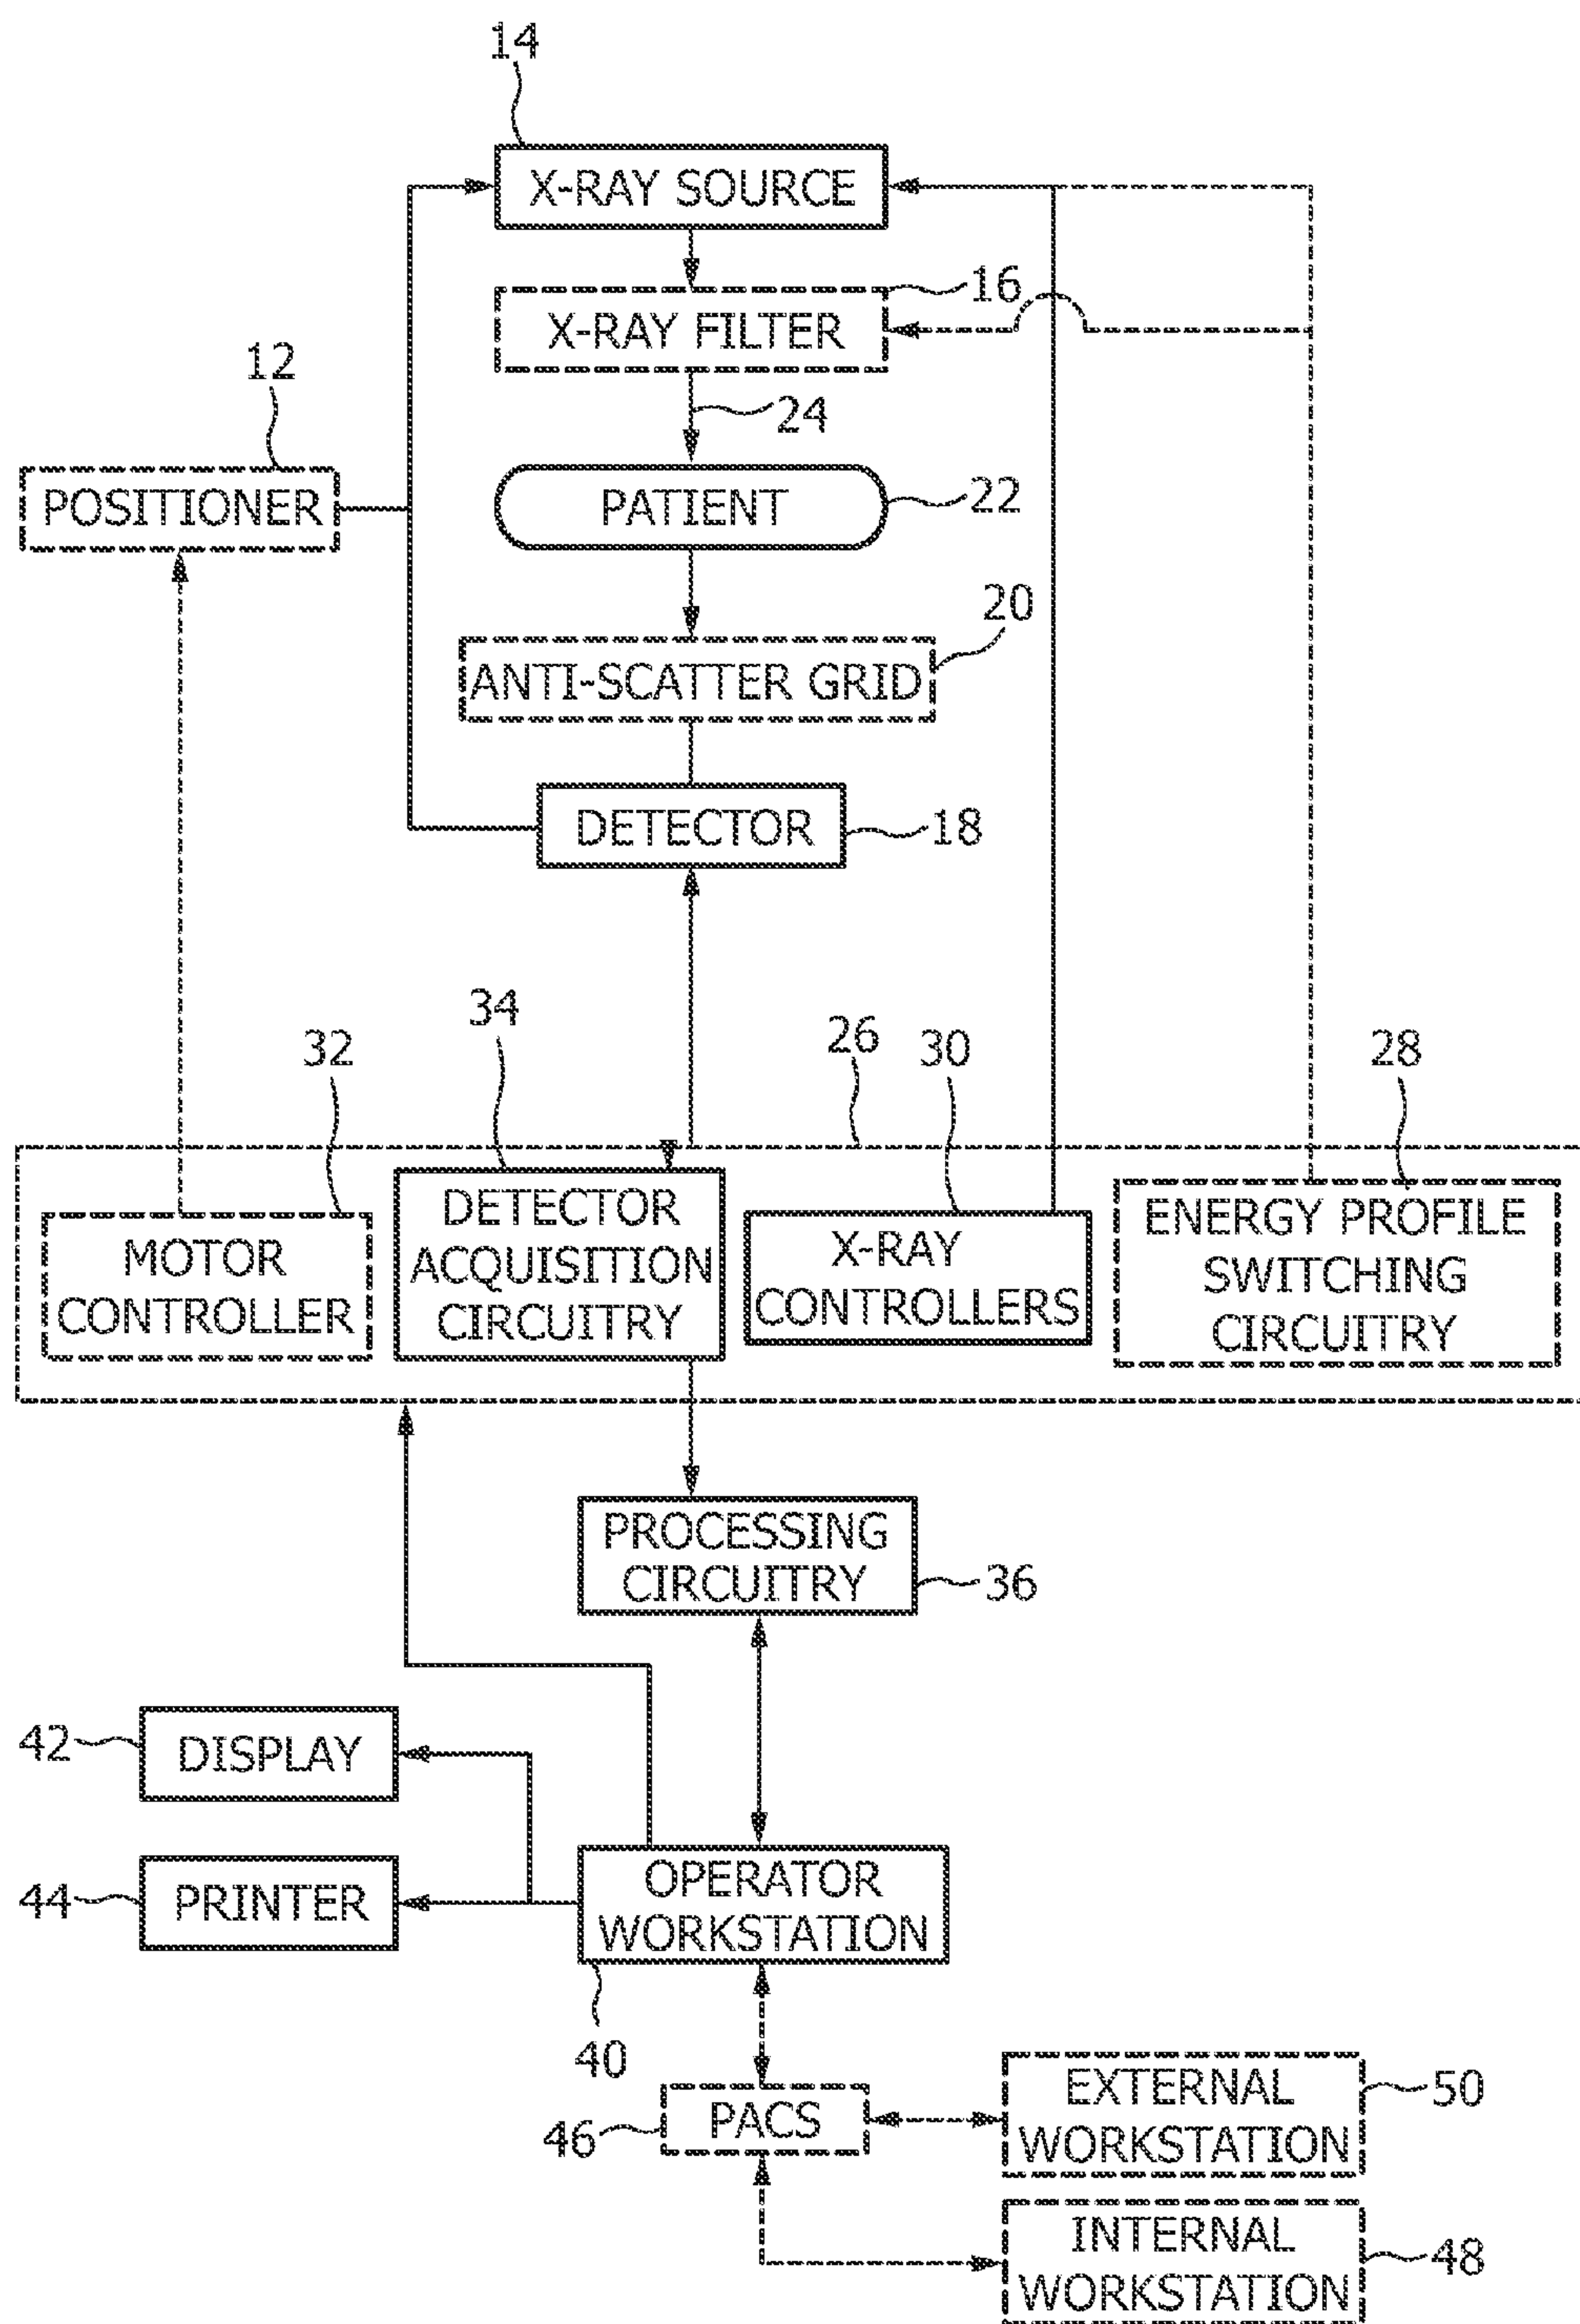 14
X-RAY SOURCE
16
X-RAY FILTER
12
24
POSITIONER
PATIENT
22
20
ANTI-SCATTER GRID
DETECTOR
18
34
26
30
28
32
DETECTOR
ACQUISITION
CIRCUITRY
MOTOR
CONTROLLER
X-RAY
CONTROLLERS
ENERGY PROFILE
SWITCHING
CIRCUITRY
PROCESSING
CIRCUITRY
36
42
DISPLAY
44
PRINTER
OPERATOR
WORKSTATION
40
46
PACS
EXTERNAL
WORKSTATION
50
INTERNAL
WORKSTATION
48